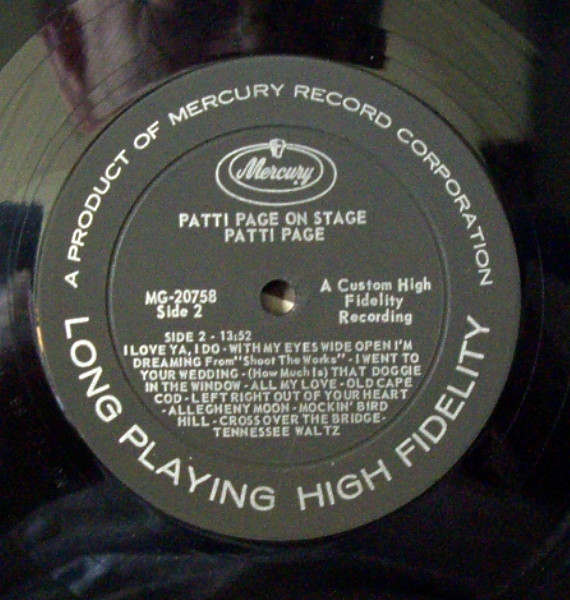 A PRODUCT OF MERCURY RECORD CORPORATION
Mercury
PATTI PAGE ON STAGE
PATTI PAGE
MG-20758
Side 2
A Custom High
Fidelity
Recording
SIDE 2 - 13:52
I LOVE YA, I DO - WITH MY EYES WIDE OPEN I'M
DREAMING From "Shoot The Works" - I WENT TO
YOUR WEDDING - (How Much Is) THAT DOGGIE
IN THE WINDOW - ALL MY LOVE - OLD CAPE
COD - LEFT RIGHT OUT OF YOUR HEART
- ALLEGHENY MOON - MOCKIN' BIRD
HILL - CROSS OVER THE BRIDGE -
TENNESSEE WALTZ
LONG PLAYING HIGH FIDELITY